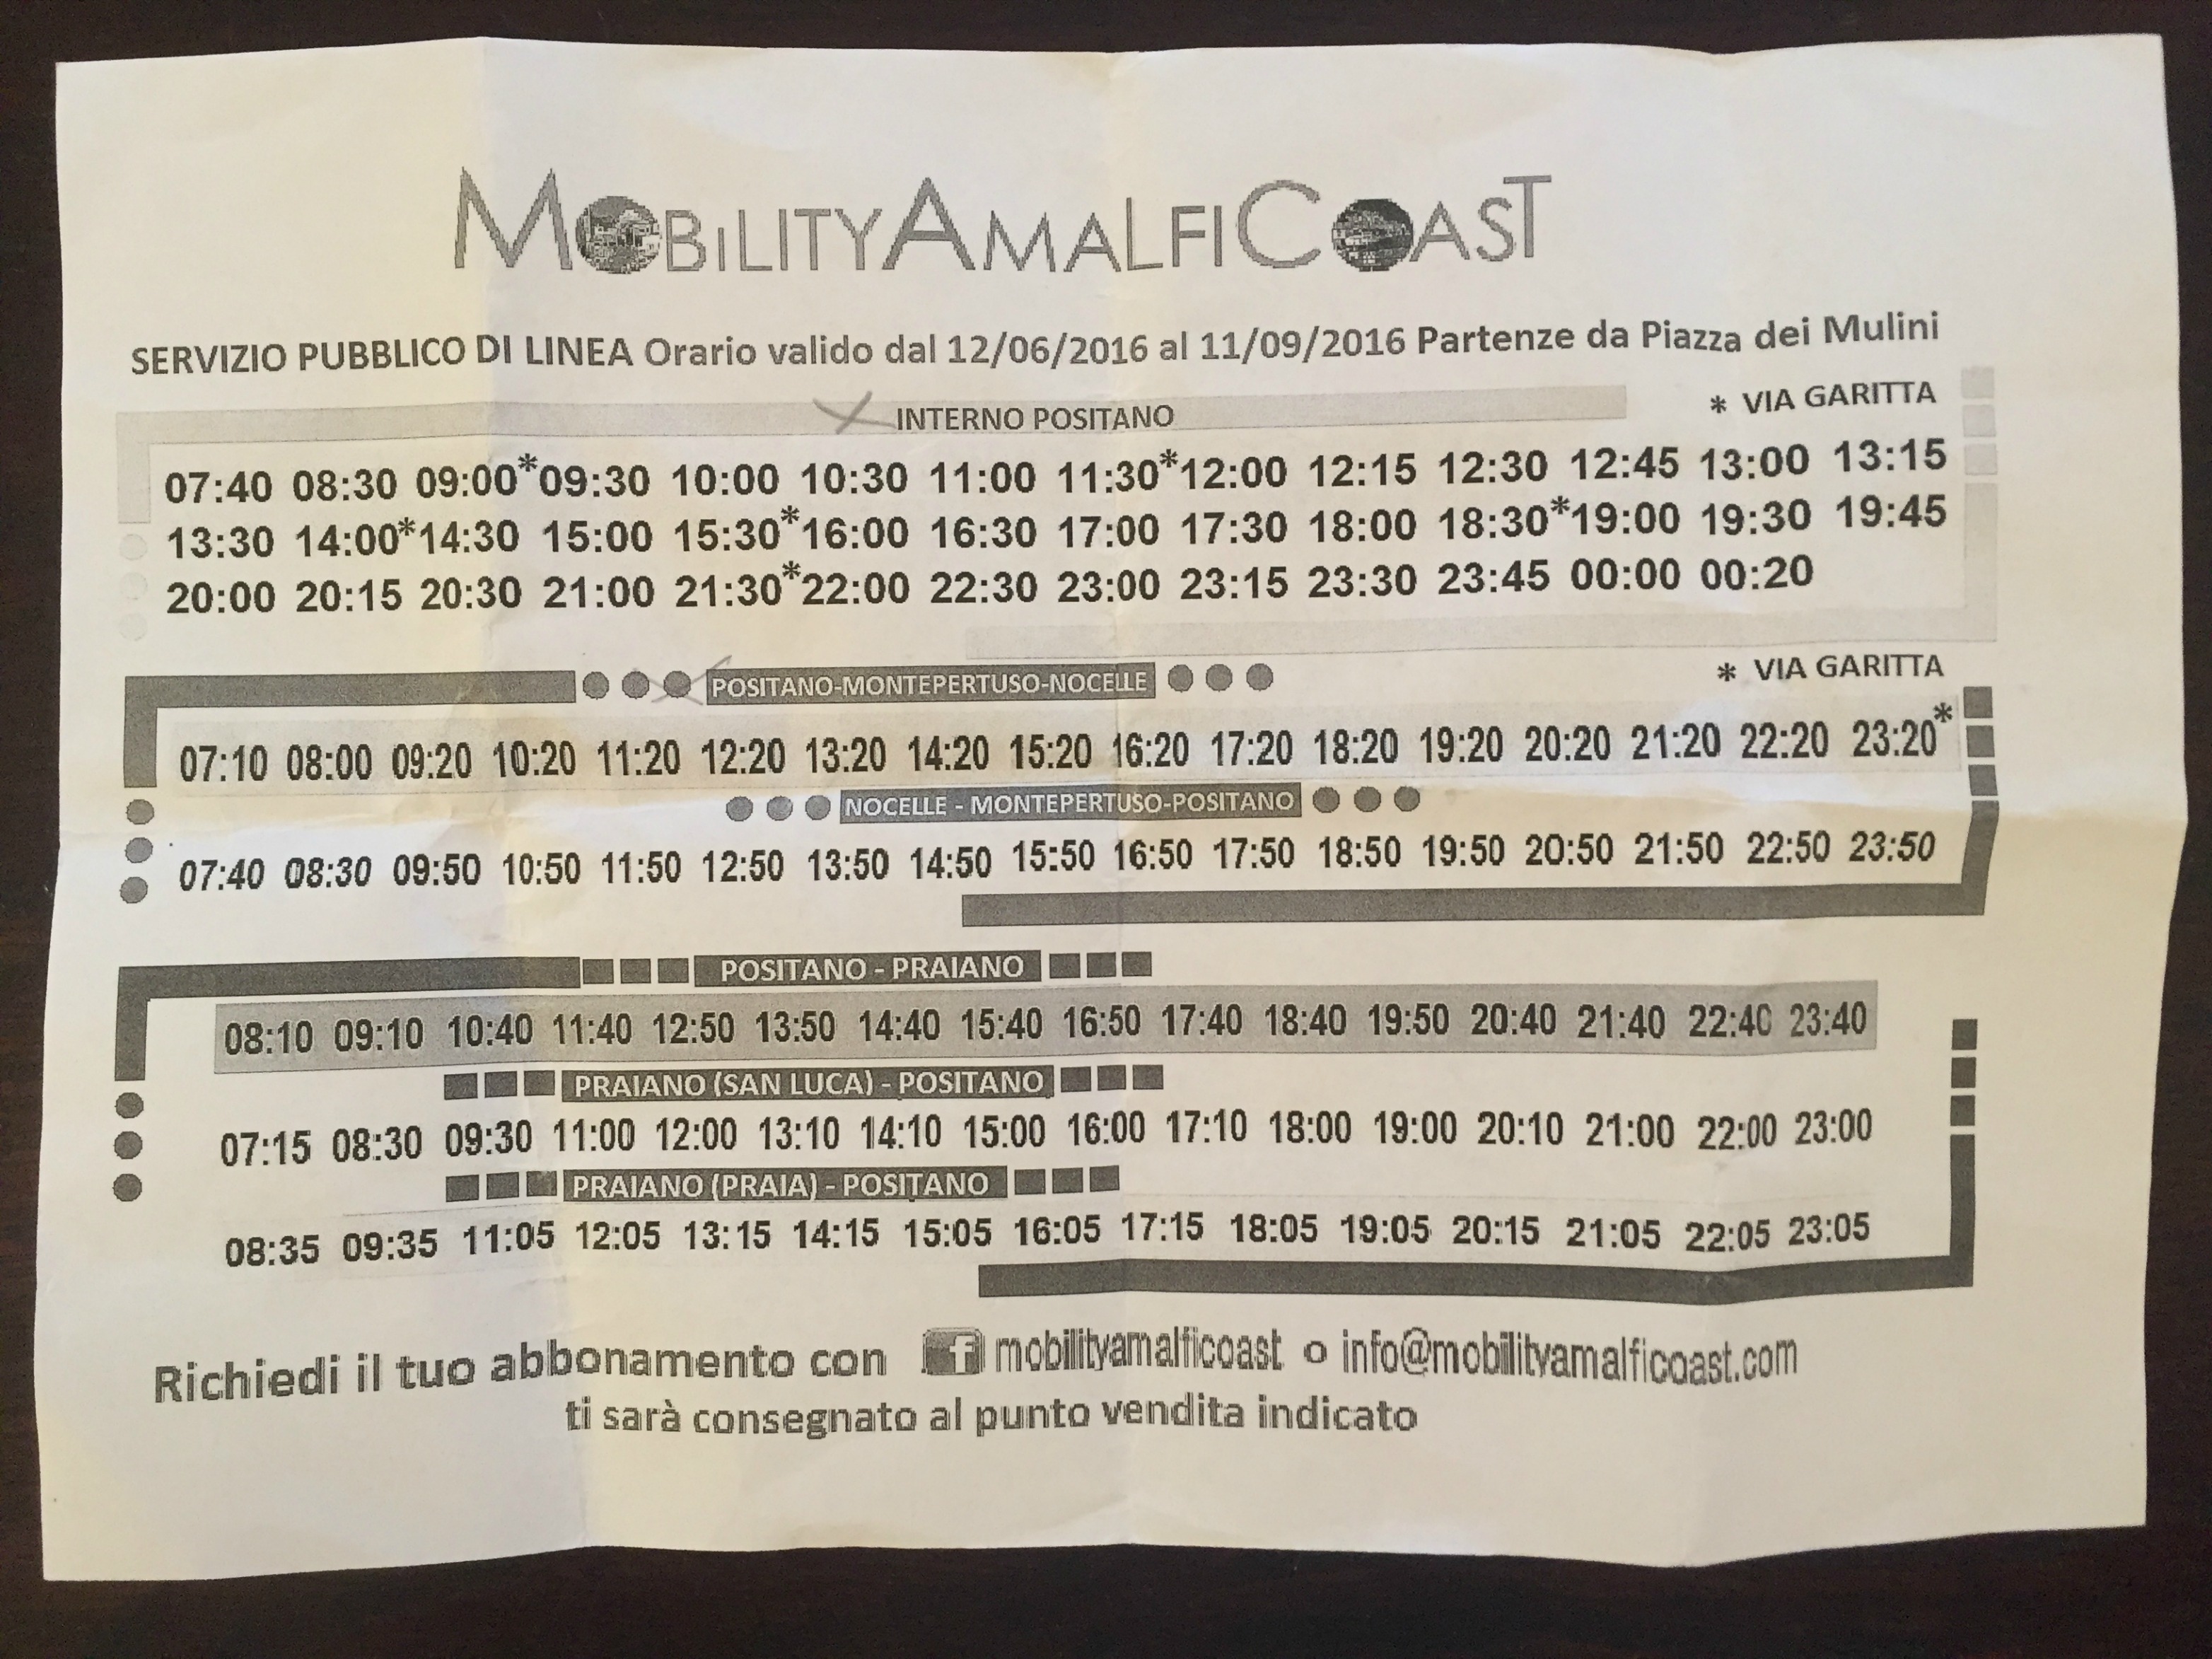 MOBiLITYAMALFICOAST
SERVIZIO PUBBLICO DI LINEA Orario valido dal 12/06/2016 al 11/09/2016 Partenze da Piazza dei Mulini
INTERNO POSITANO * VIA GARITTA
07:40 08:30 09:00*09:30 10:00 10:30 11:00 11:30*12:00 12:15 12:30 12:45 13:00 13:15
13:30 14:00*14:30 15:00 15:30*16:00 16:30 17:00 17:30 18:00 18:30*19:00 19:30 19:45
20:00 20:15 20:30 21:00 21:30*22:00 22:30 23:00 23:15 23:30 23:45 00:00 00:20
POSITANO-MONTEPERTUSO-NOCELLE * VIA GARITTA
07:10 08:00 09:20 10:20 11:20 12:20 13:20 14:20 15:20 16:20 17:20 18:20 19:20 20:20 21:20 22:20 23:20*
NOCELLE - MONTEPERTUSO-POSITANO
07:40 08:30 09:50 10:50 11:50 12:50 13:50 14:50 15:50 16:50 17:50 18:50 19:50 20:50 21:50 22:50 23:50
POSITANO - PRAIANO
08:10 09:10 10:40 11:40 12:50 13:50 14:40 15:40 16:50 17:40 18:40 19:50 20:40 21:40 22:40 23:40
PRAIANO (SAN LUCA) - POSITANO
07:15 08:30 09:30 11:00 12:00 13:10 14:10 15:00 16:00 17:10 18:00 19:00 20:10 21:00 22:00 23:00
PRAIANO (PRAIA) - POSITANO
08:35 09:35 11:05 12:05 13:15 14:15 15:05 16:05 17:15 18:05 19:05 20:15 21:05 22:05 23:05
Richiedi il tuo abbonamento con f mobilityamalficoast o info@mobilityamalficoast.com
ti sarà consegnato al punto vendita indicato